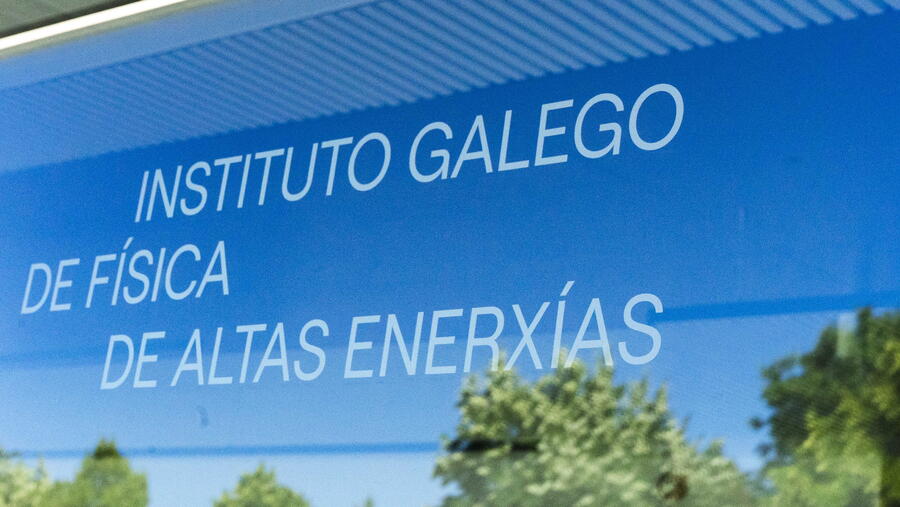 INSTITUTO GALEGO
DE FÍSICA
DE ALTAS ENERXÍAS